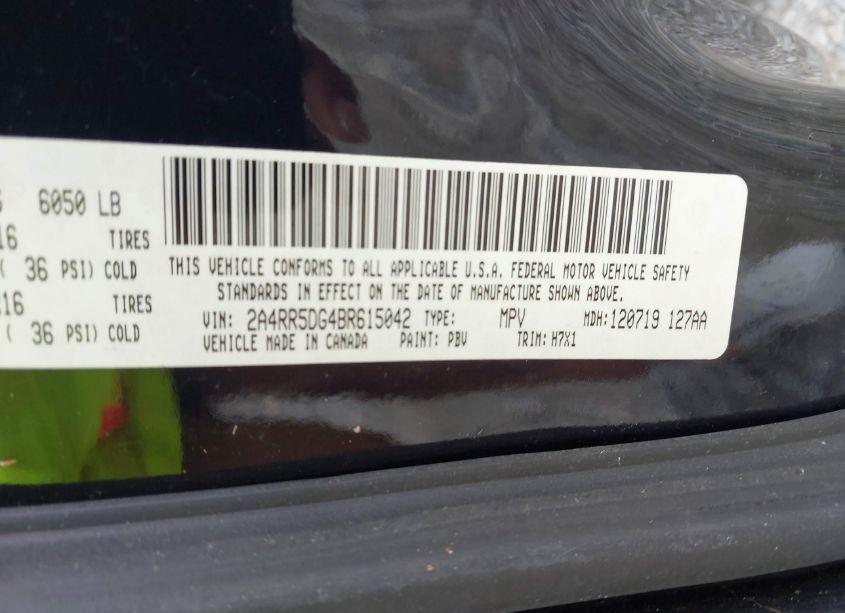 6050 LB
16 TIRES
( 36 PSI) COLD
16 TIRES
( 36 PSI) COLD
THIS VEHICLE CONFORMS TO ALL APPLICABLE U.S.A. FEDERAL MOTOR VEHICLE SAFETY
STANDARDS IN EFFECT ON THE DATE OF MANUFACTURE SHOWN ABOVE.
VIN: 2A4RR5DG4BR615042 TYPE: MPV MDH:120719 127AA
VEHICLE MADE IN CANADA PAINT: PBV TRIM: H7X1